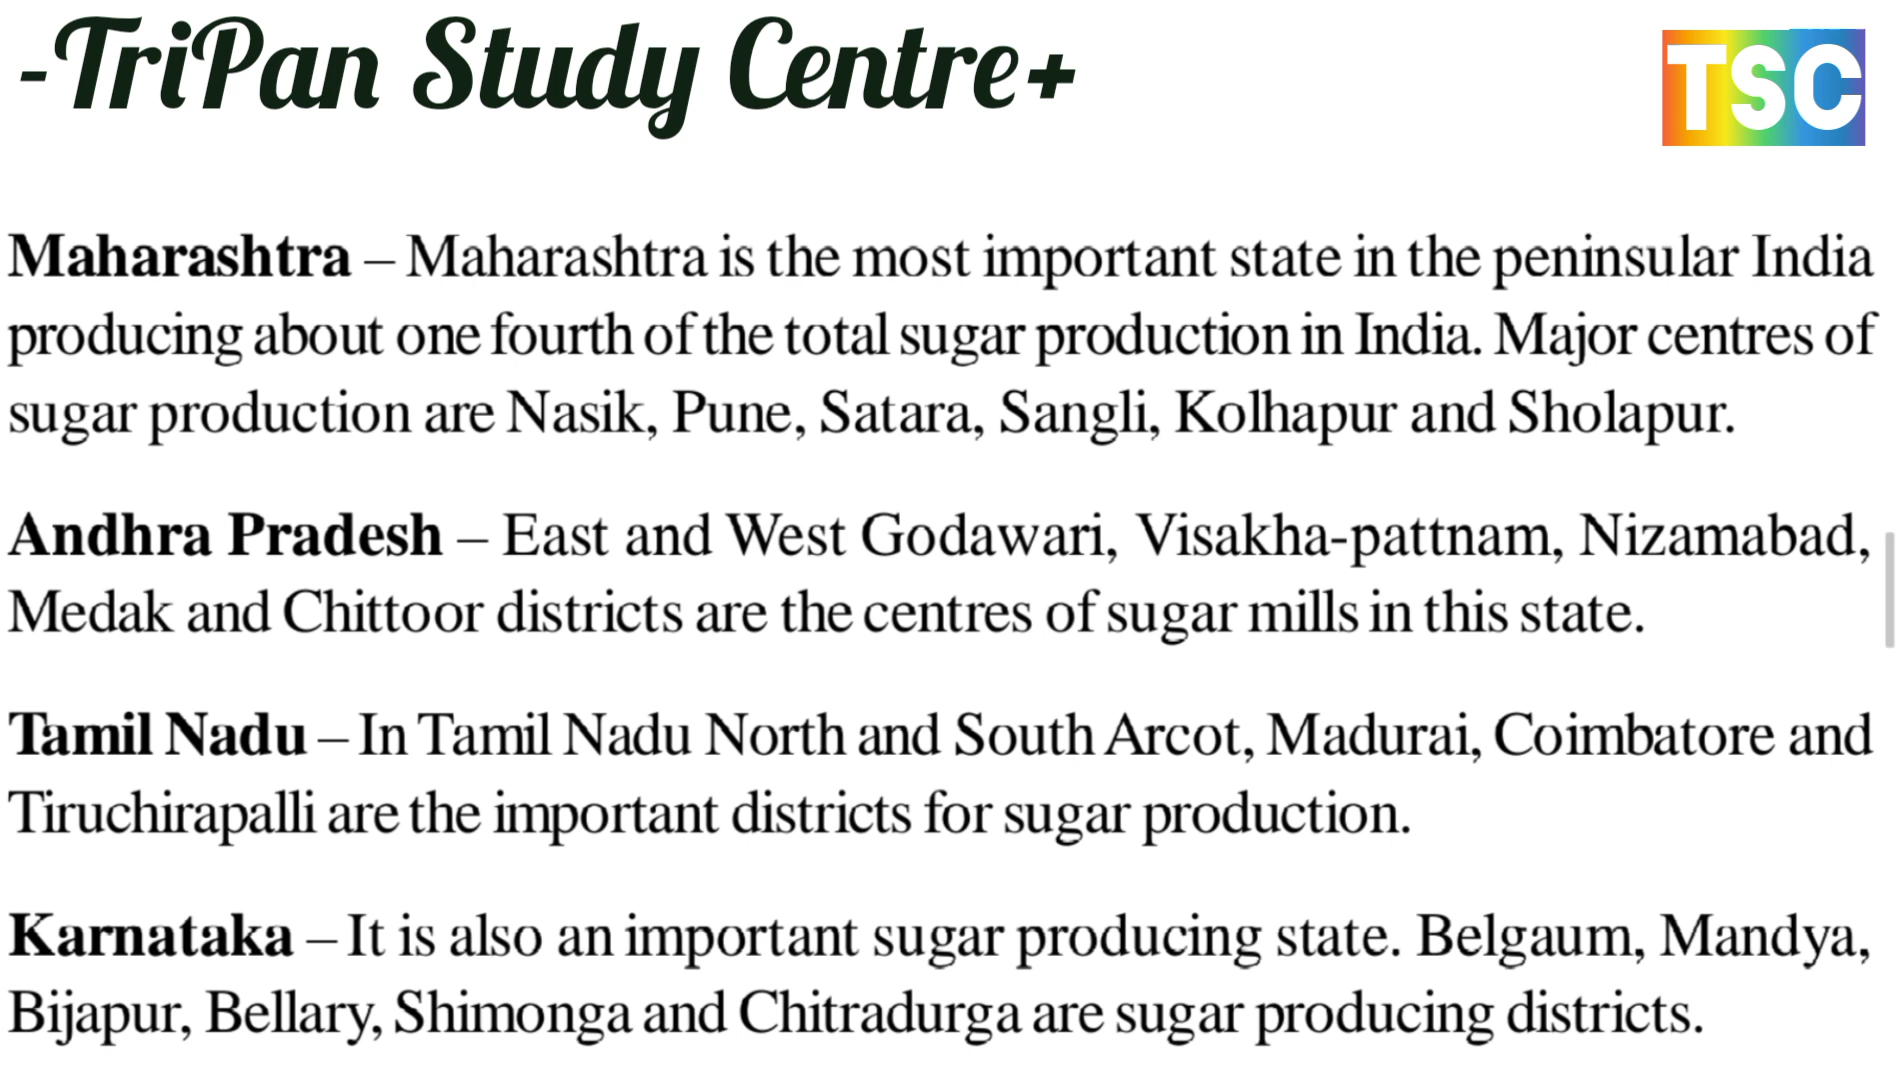 -TriPan Study Centre+
TSC
Maharashtra – Maharashtra is the most important state in the peninsular India
producing about one fourth of the total sugar production in India. Major centres of
sugar production are Nasik, Pune, Satara, Sangli, Kolhapur and Sholapur.
Andhra Pradesh – East and West Godawari, Visakha-pattnam, Nizamabad,
Medak and Chittoor districts are the centres of sugar mills in this state.
Tamil Nadu – In Tamil Nadu North and South Arcot, Madurai, Coimbatore and
Tiruchirapalli are the important districts for sugar production.
Karnataka – It is also an important sugar producing state. Belgaum, Mandya,
Bijapur, Bellary, Shimonga and Chitradurga are sugar producing districts.